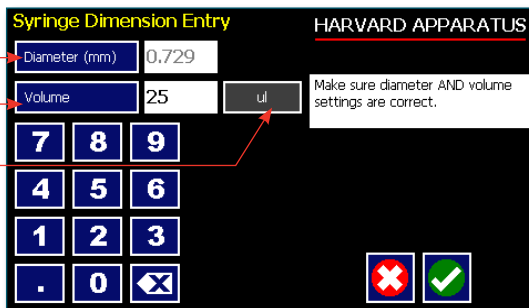 Syringe Dimension Entry
HARVARD APPARATUS
Diameter (mm) 0.729
Volume 25 ul
Make sure diameter AND volume
settings are correct.
7 8 9
4 5 6
1 2 3
. 0